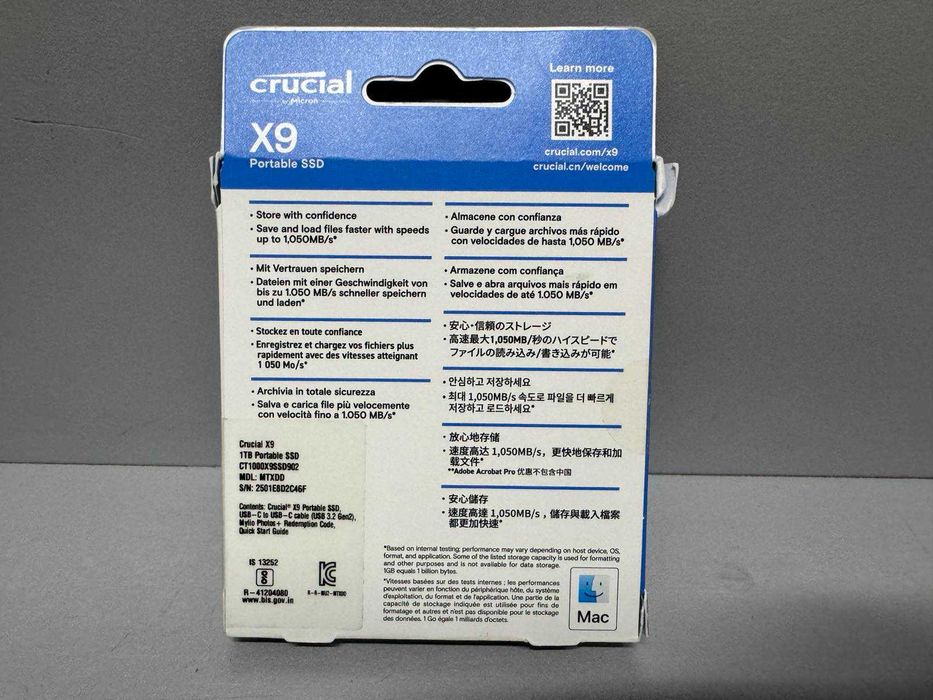 crucial
by Micron
X9
Portable SSD
Learn more
crucial.com/x9
crucial.cn/welcome
• Store with confidence
• Save and load files faster with speeds
up to 1,050MB/s*
• Mit Vertrauen speichern
• Dateien mit einer Geschwindigkeit von
bis zu 1.050 MB/s schneller speichern
und laden*
• Stockez en toute confiance
• Enregistrez et chargez vos fichiers plus
rapidement avec des vitesses atteignant
1 050 Mo/s*
• Archivia in totale sicurezza
• Salva e carica file più velocemente
con velocità fino a 1.050 MB/s*
• Almacene con confianza
• Guarde y cargue archivos más rápido
con velocidades de hasta 1,050 MB/s*
• Armazene com confiança
• Salve e abra arquivos mais rápido em
velocidades de até 1.050 MB/s*
• 安心・信頼のストレージ
• 高速最大1,050MB/秒のハイスピードで
ファイルの読み込み/書き込みが可能*
• 안심하고 저장하세요
• 최대 1,050MB/s 속도로 파일을 더 빠르게
저장하고 로드하세요*
• 放心地存储
• 速度高达 1,050MB/s，更快地保存和加
载文件*
**Adobe Acrobat Pro 优惠不包含中国
• 安心儲存
• 速度高達 1,050MB/s，儲存與載入檔案
都更加快速*
Crucial X9
1TB Portable SSD
CT1000X9SSD902
MDL: MTXDD
S/N: 2501E8D2C46F
Contents: Crucial® X9 Portable SSD,
USB-C to USB-C cable (USB 3.2 Gen2),
Mylio Photos+ Redemption Code,
Quick Start Guide
IS 13252
R-41204080
www.bis.gov.in
*Based on internal testing; performance may vary depending on host device, OS,
format, and application. Some of the listed storage capacity is used for formatting
and other purposes and is not available for data storage.
1GB equals 1 billion bytes.
*Vitesses basées sur des tests internes ; les performances
peuvent varier en fonction du périphérique hôte, du système
d'exploitation, du format et de l'application. Une partie de la
capacité de stockage indiquée est utilisée pour fins de
formatage et autres et n'est pas disponible pour le stockage
des données. 1 Go égale 1 milliards d'octets.
Mac